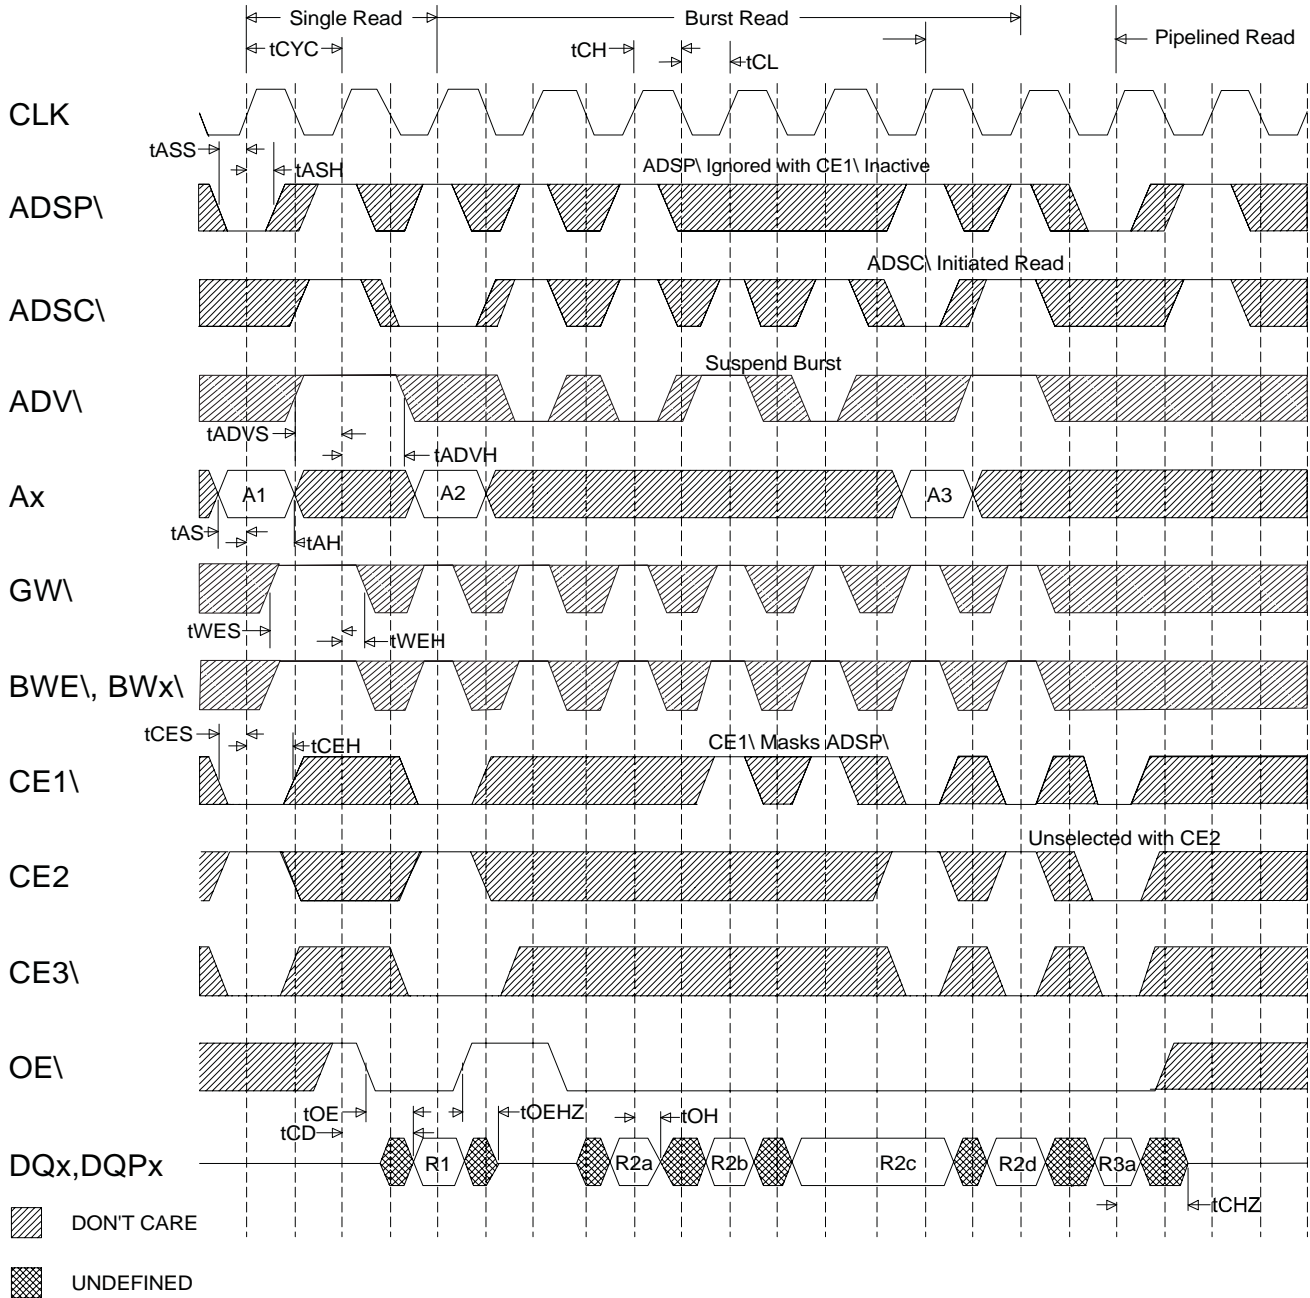 Single Read
Burst Read
Pipelined Read
tCYC
tCH
tCL
CLK
tASS
tASH
ADSP\ Ignored with CE1\ Inactive
ADSP\
ADSC\ Initiated Read
ADSC\
Suspend Burst
ADV\
tADVS
tADVH
Ax
A1
A2
A3
tAS
tAH
GW\
tWES
tWEH
BWE\, BWx\
tCES
tCEH
CE1\ Masks ADSP\
CE1\
Unselected with CE2
CE2
CE3\
OE\
tOE
tOEHZ
tOH
tCD
DQx,DQPx
R1
R2a
R2b
R2c
R2d
R3a
tCHZ
DON'T CARE
UNDEFINED